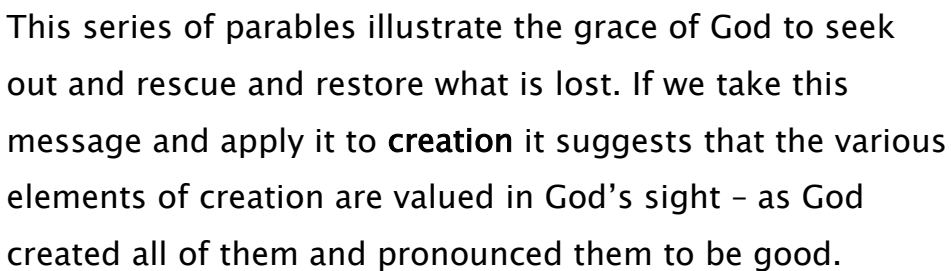 This series of parables illustrate the grace of God to seek
out and rescue and restore what is lost. If we take this
message and apply it to creation it suggests that the various
elements of creation are valued in God’s sight – as God
created all of them and pronounced them to be good.